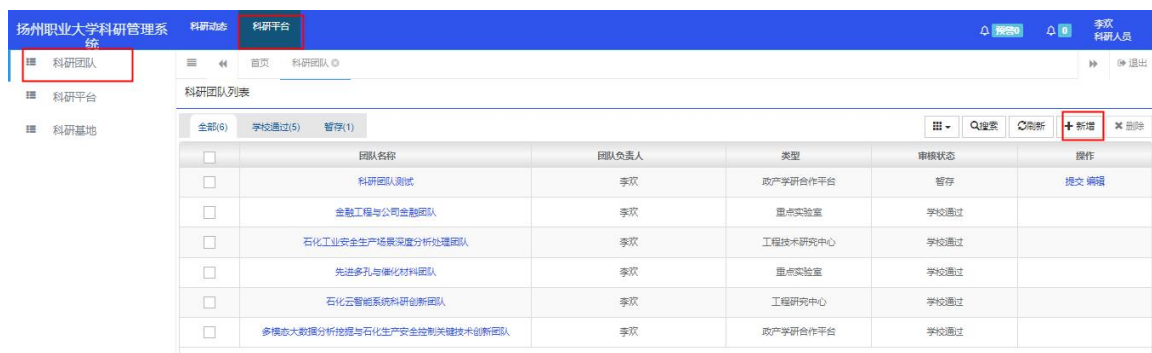 扬州职业大学科研管理系统
科研动态 科研平台 预警0 0 李欢
科研人员
科研团队
科研平台
科研基地
首页 科研团队 退出
科研团队列表
全部(6) 学校通过(5) 暂存(1) 搜索 刷新 新增 删除
团队名称 团队负责人 类型 审核状态 操作
科研团队测试 李欢 政产学研合作平台 暂存 提交 编辑
金融工程与公司金融团队 李欢 重点实验室 学校通过
石化工业安全生产场景深度分析处理团队 李欢 工程技术研究中心 学校通过
先进多孔与催化材料团队 李欢 重点实验室 学校通过
石化云智能系统科研创新团队 李欢 工程研究中心 学校通过
多模态大数据分析挖掘与石化生产安全控制关键技术创新团队 李欢 政产学研合作平台 学校通过